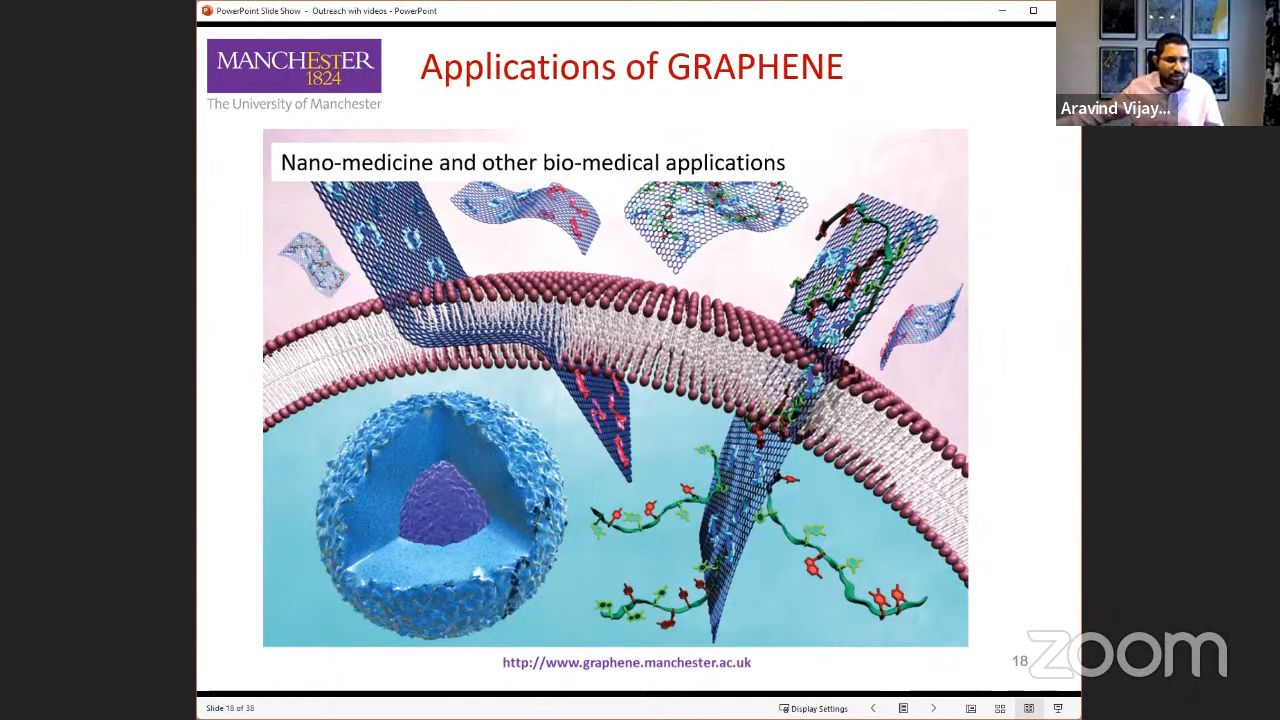 PowerPoint Slide Show - Outreach wih videos - PowerPoint
MANCHESTER
1824
The University of Manchester
Applications of GRAPHENE
Aravind Vijay...
Nano-medicine and other bio-medical applications
http://www.graphene.manchester.ac.uk
18
zoom
Slide 18 of 38
Display Settings